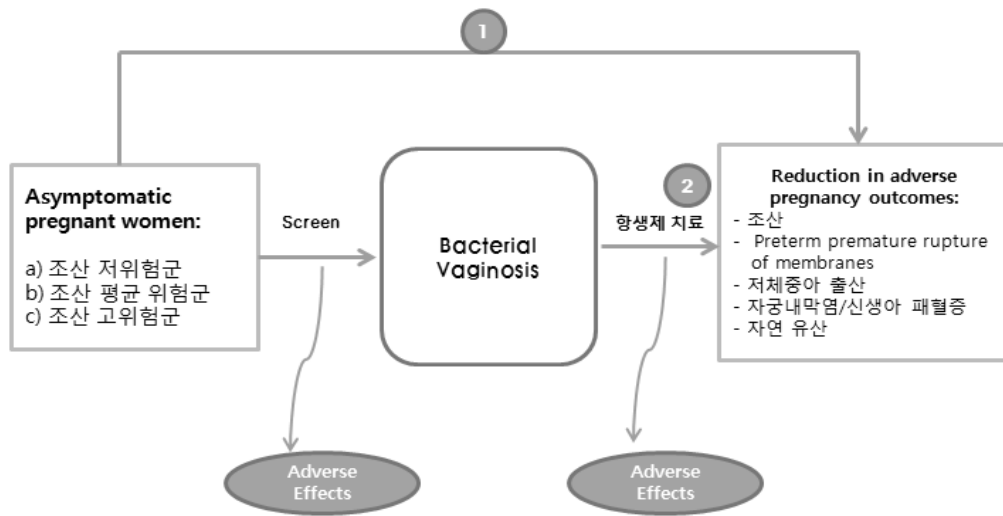 1
Asymptomatic
pregnant women:
a) 조산 저위험군
b) 조산 평균 위험군
c) 조산 고위험군
Screen
Bacterial
Vaginosis
2
항생제 치료
Reduction in adverse
pregnancy outcomes:
- 조산
- Preterm premature rupture
of membranes
- 저체중아 출산
- 자궁내막염/신생아 패혈증
- 자연 유산
Adverse
Effects
Adverse
Effects